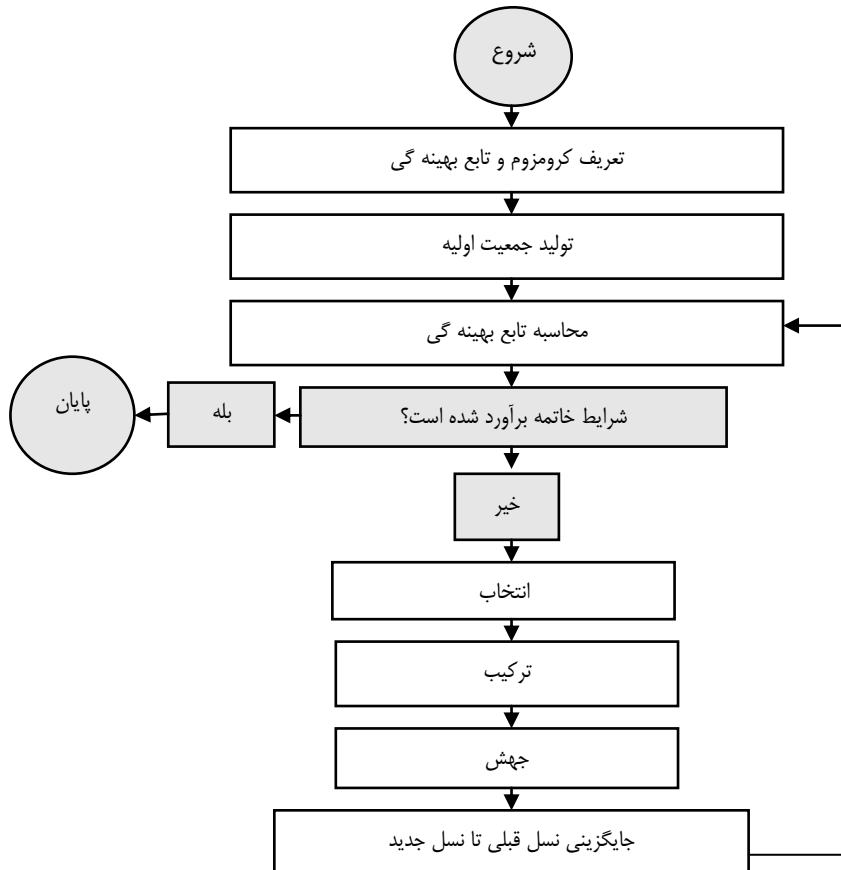 شروع
تعریف کرومزوم و تابع بهینه گی
تولید جمعیت اولیه
محاسبه تابع بهینه گی
شرایط خاتمه برآورد شده است؟
بله
پایان
خیر
انتخاب
ترکیب
جهش
جایگزینی نسل قبلی تا نسل جدید